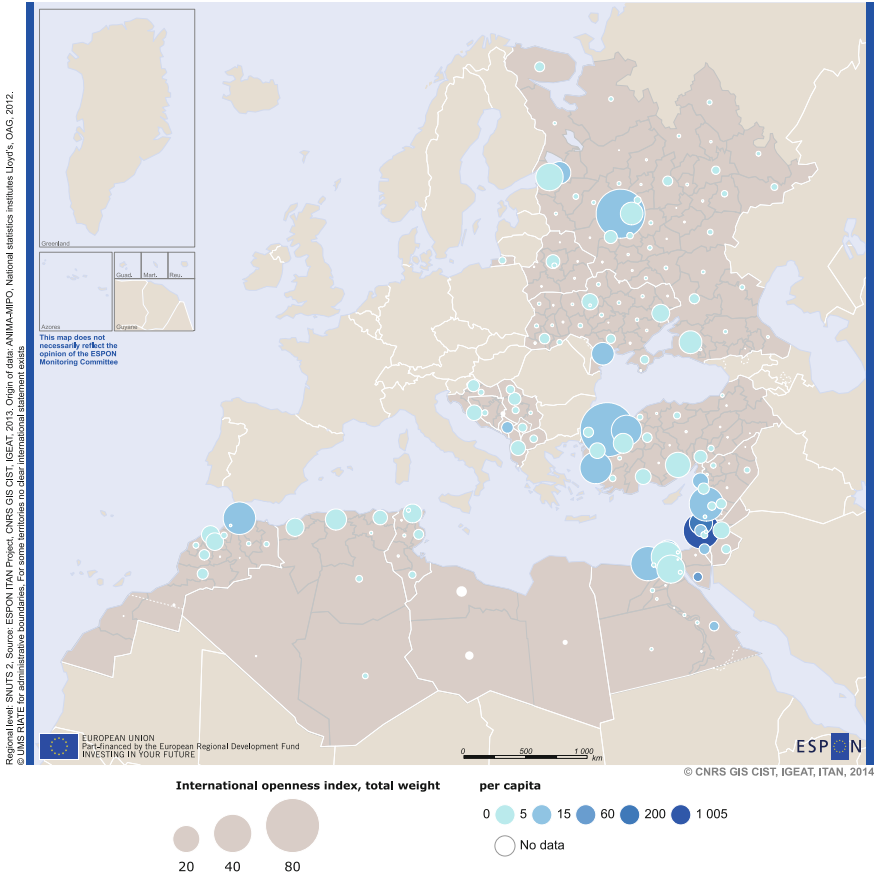 Greenland
Azores
Guad.
Mart.
Reu.
Guyane
This map does not
necessarily reflect the
opinion of the ESPON
Monitoring Committee
Regional level: SNUTS 2, Source: ESPON ITAN Project, CNRS GIS CIST, IGEAT, 2013, Origin of data: ANIMA-MIPO, National statistics institutes Lloyd's, OAG, 2012.
© UMS RIATE for administrative boundaries. For some territories no clear international statement exists
EUROPEAN UNION
Part-financed by the European Regional Development Fund
INVESTING IN YOUR FUTURE
0 500 1 000
km
ESPON
© CNRS GIS CIST, IGEAT, ITAN, 2014
International openness index, total weight
20 40 80
per capita
0 5 15 60 200 1 005
No data